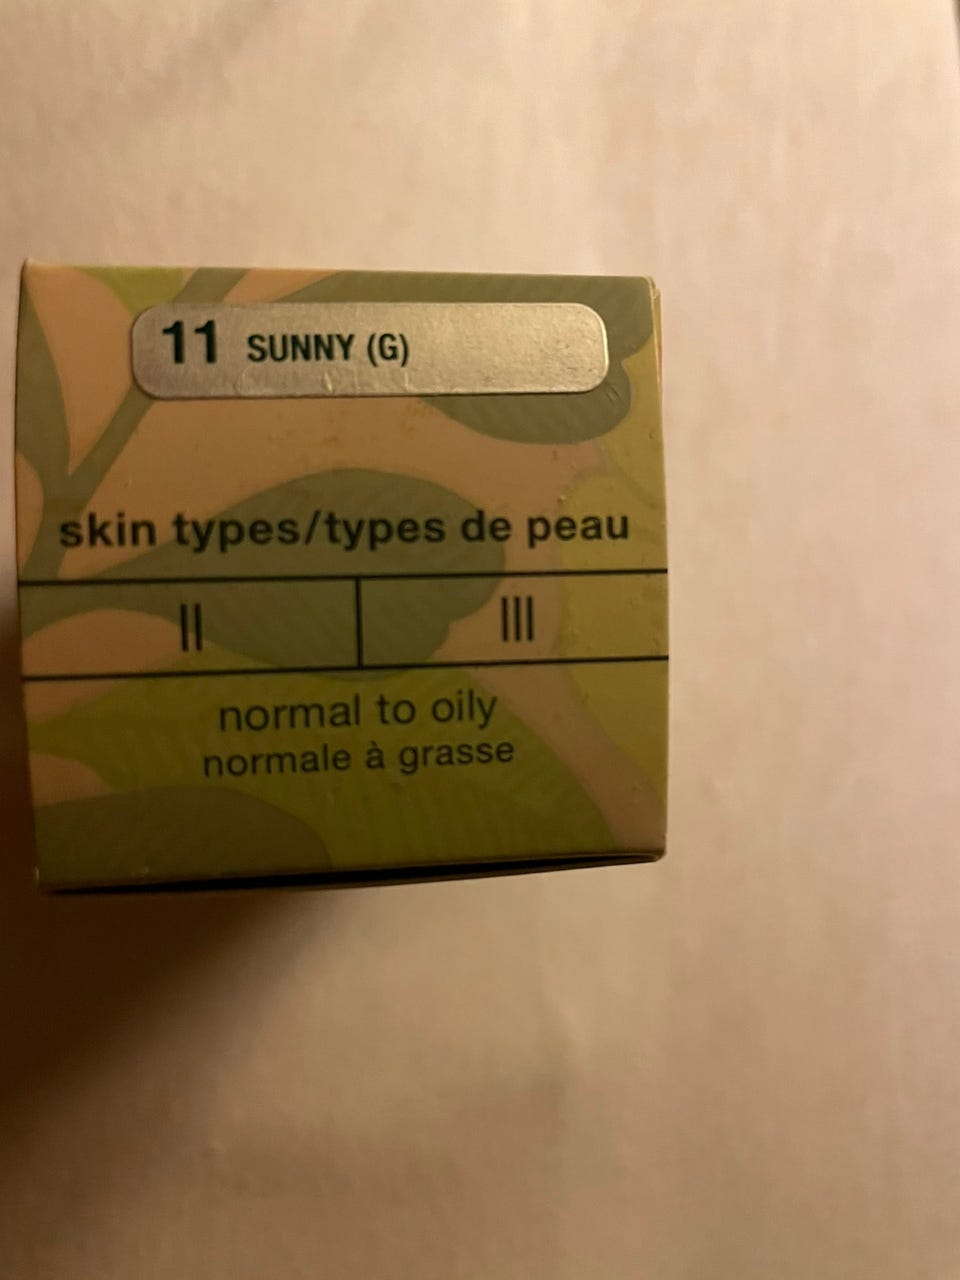 11 SUNNY (G)
skin types/types de peau
II III
normal to oily
normale à grasse